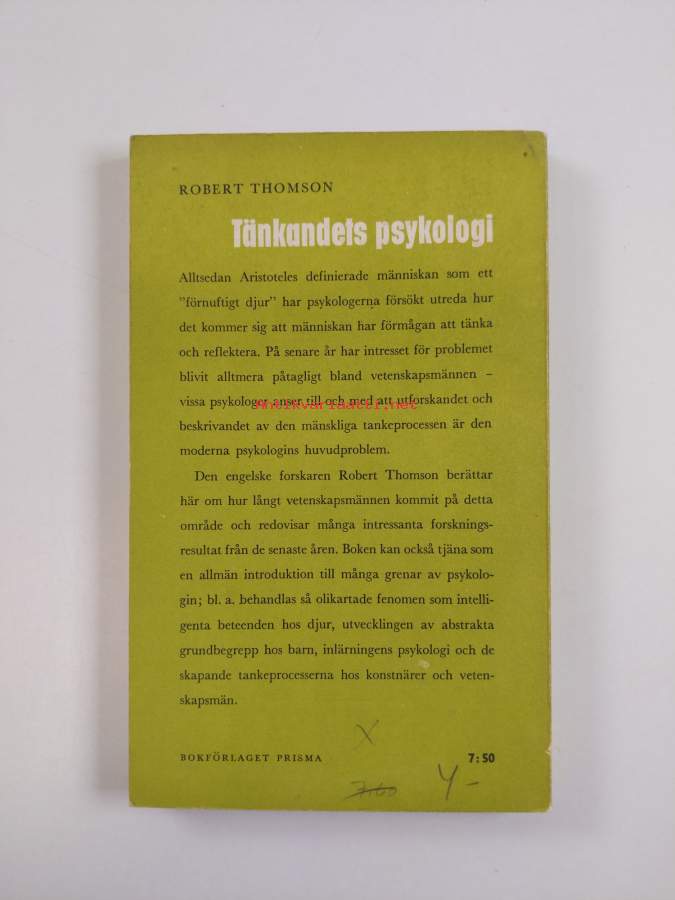 ROBERT THOMSON
Tänkandets psykologi
Alltsedan Aristoteles definierade människan som ett
”förnuftigt djur” har psykologerna försökt utreda hur
det kommer sig att människan har förmågan att tänka
och reflektera. På senare år har intresset för problemet
blivit alltmera påtagligt bland vetenskapsmännen –
vissa psykologer anser till och med att utforskandet och
Antikvariaatti.net
beskrivandet av den mänskliga tankeprocessen är den
moderna psykologins huvudproblem.
Den engelske forskaren Robert Thomson berättar
här om hur långt vetenskapsmännen kommit på detta
område och redovisar många intressanta forsknings-
resultat från de senaste åren. Boken kan också tjäna som
en allmän introduktion till många grenar av psykolo-
gin; bl. a. behandlas så olikartade fenomen som intelli-
genta beteenden hos djur, utvecklingen av abstrakta
grundbegrepp hos barn, inlärningens psykologi och de
skapande tankeprocesserna hos konstnärer och veten-
skapsmän.
X
BOKFÖRLAGET PRISMA 7:50
4-